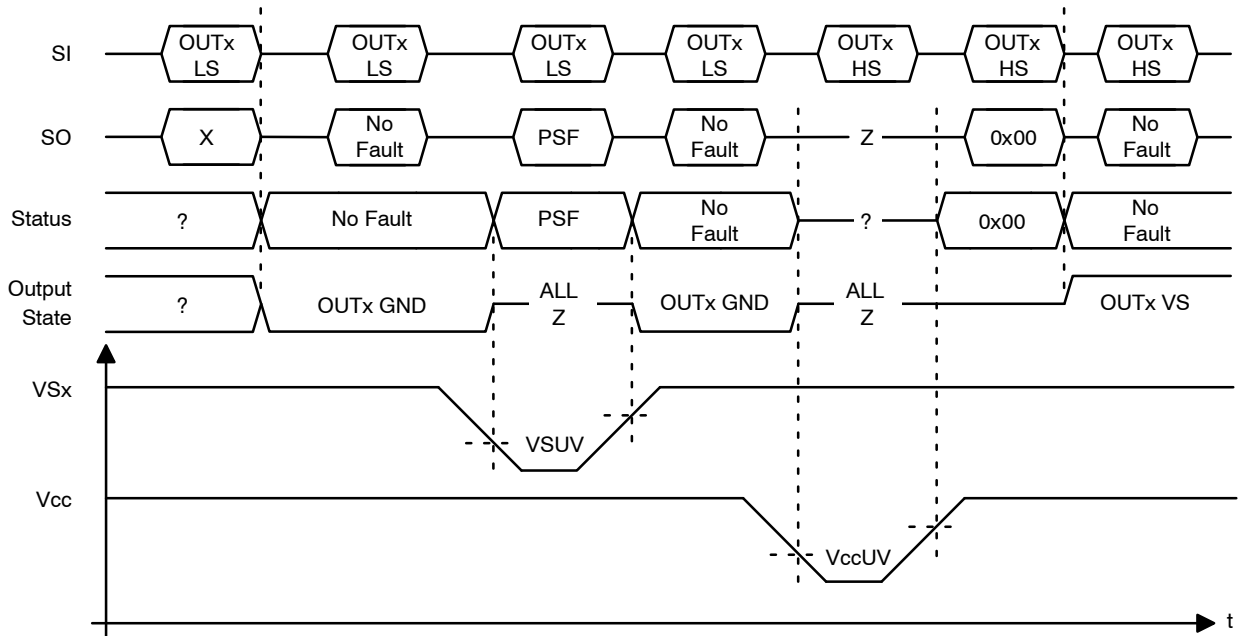 SI
OUTx
LS
OUTx
LS
OUTx
LS
OUTx
LS
OUTx
HS
OUTx
HS
OUTx
HS
SO
X
No
Fault
PSF
No
Fault
Z
0x00
No
Fault
Status
?
No Fault
PSF
No
Fault
?
0x00
No
Fault
Output
State
?
OUTx GND
ALL
Z
OUTx GND
ALL
Z
OUTx VS
VSx
VSUV
Vcc
VccUV
t